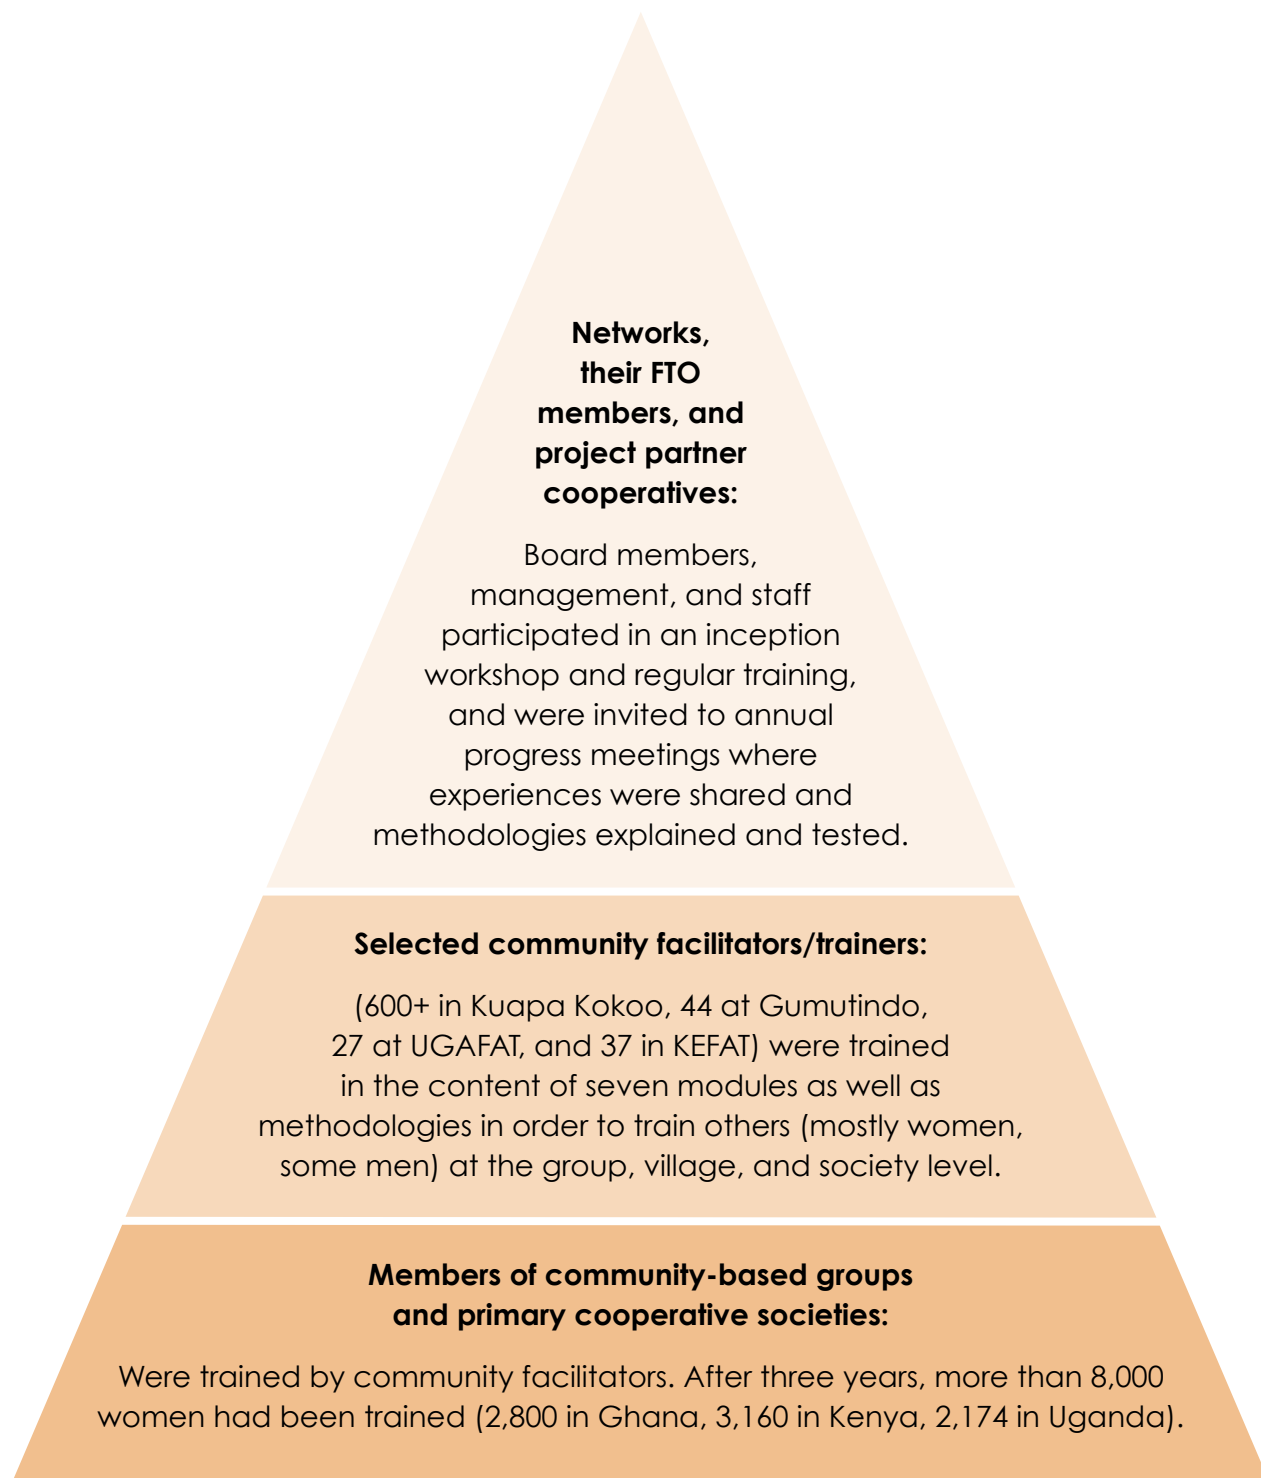 Networks,
their FTO
members, and
project partner
cooperatives:
Board members,
management, and staff
participated in an inception
workshop and regular training,
and were invited to annual
progress meetings where
experiences were shared and
methodologies explained and tested.
Selected community facilitators/trainers:
(600+ in Kuapa Kokoo, 44 at Gumutindo,
27 at UGAFAT, and 37 in KEFAT) were trained
in the content of seven modules as well as
methodologies in order to train others (mostly women,
some men) at the group, village, and society level.
Members of community-based groups
and primary cooperative societies:
Were trained by community facilitators. After three years, more than 8,000
women had been trained (2,800 in Ghana, 3,160 in Kenya, 2,174 in Uganda).